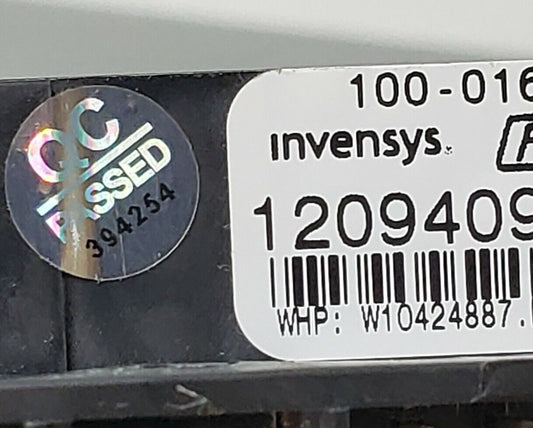 QC
PASSED
394254
100-016
invensys
1209409
WHP: W10424887.